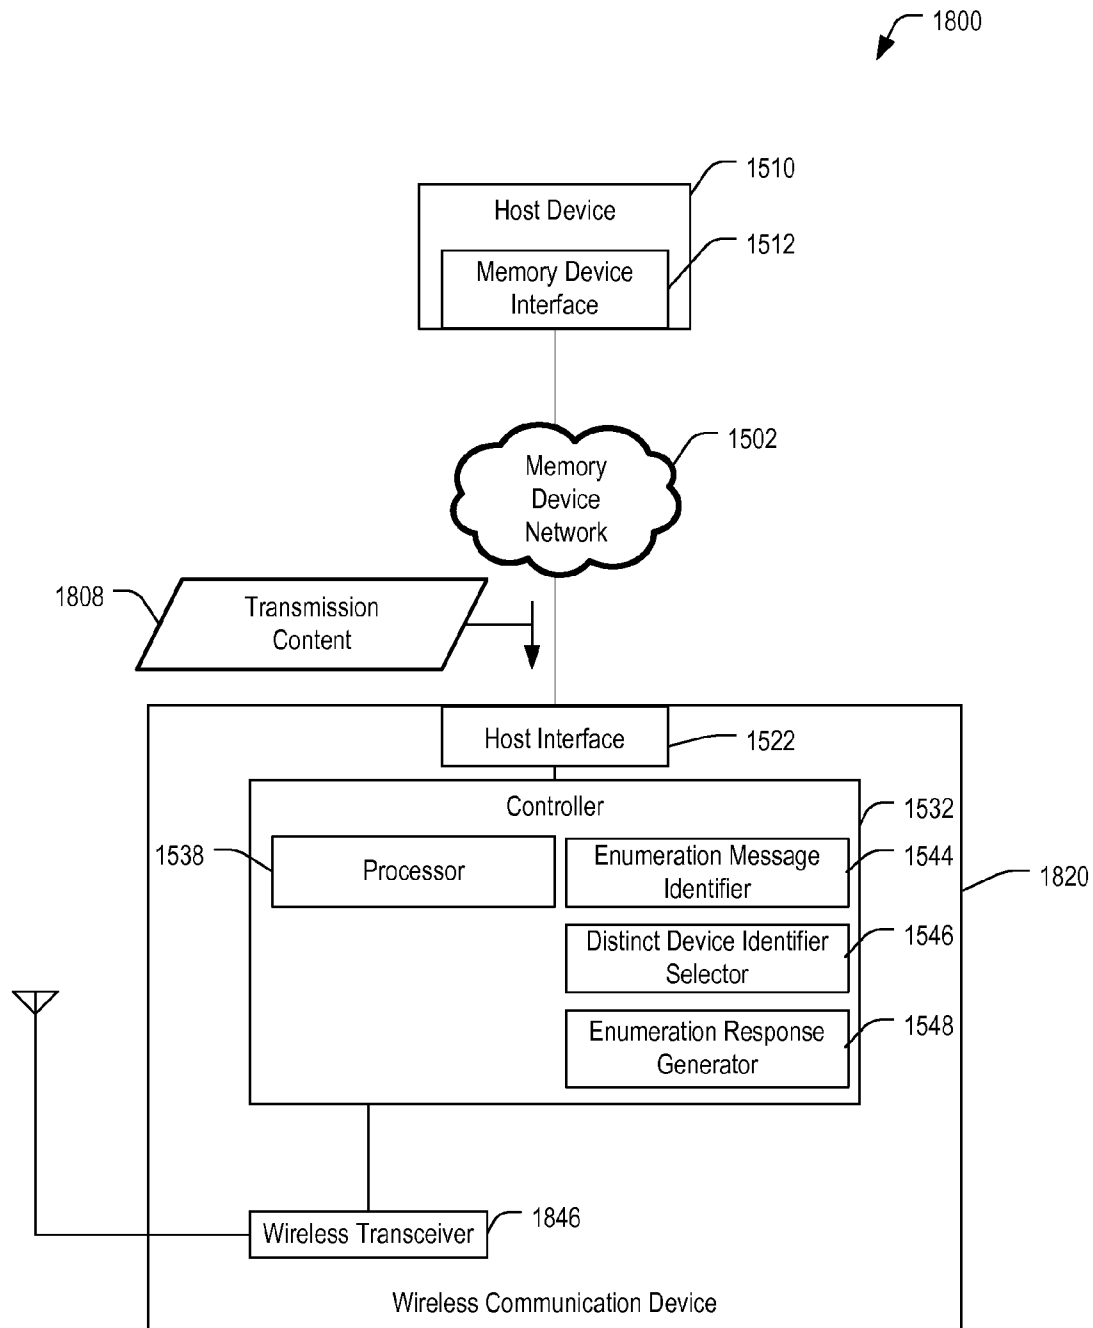 1800
1510
Host Device
1512
Memory Device
Interface
1502
Memory
Device
Network
1808
Transmission
Content
Host Interface
1522
Controller
1532
1538
Processor
Enumeration Message
Identifier
1544
1820
Distinct Device Identifier
Selector
1546
Enumeration Response
Generator
1548
Wireless Transceiver
1846
Wireless Communication Device